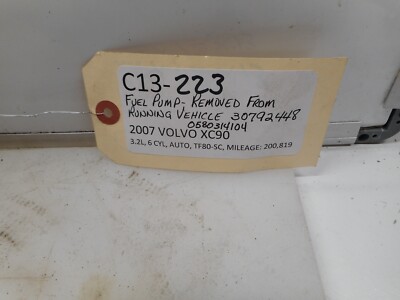 C13-223
FUEL PUMP- REMOVED FROM
RUNNING VEHICLE 30792448
0580314104
2007 VOLVO XC90
3.2L, 6 CYL, AUTO, TF80-SC, MILEAGE: 200,819